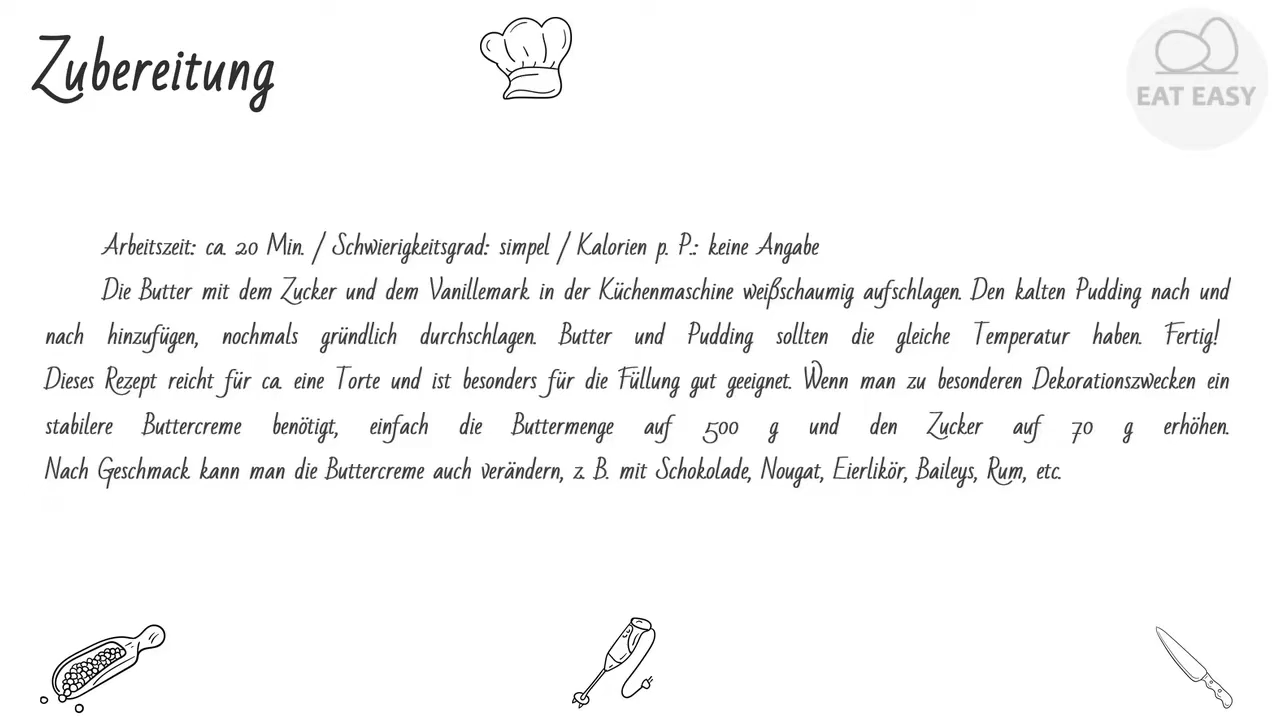 Zubereitung
EAT EASY
Arbeitszeit: ca. 20 Min. / Schwierigkeitsgrad: simpel / Kalorien p. P.: keine Angabe
Die Butter mit dem Zucker und dem Vanillemark in der Küchenmaschine weißschaumig aufschlagen. Den kalten Pudding nach und
nach hinzufügen, nochmals gründlich durchschlagen. Butter und Pudding sollten die gleiche Temperatur haben. Fertig!
Dieses Rezept reicht für ca. eine Torte und ist besonders für die Füllung gut geeignet. Wenn man zu besonderen Dekorationszwecken ein
stabilere Buttercreme benötigt, einfach die Buttermenge auf 500 g und den Zucker auf 70 g erhöhen.
Nach Geschmack kann man die Buttercreme auch verändern, z. B. mit Schokolade, Nougat, Eierlikör, Baileys, Rum, etc.